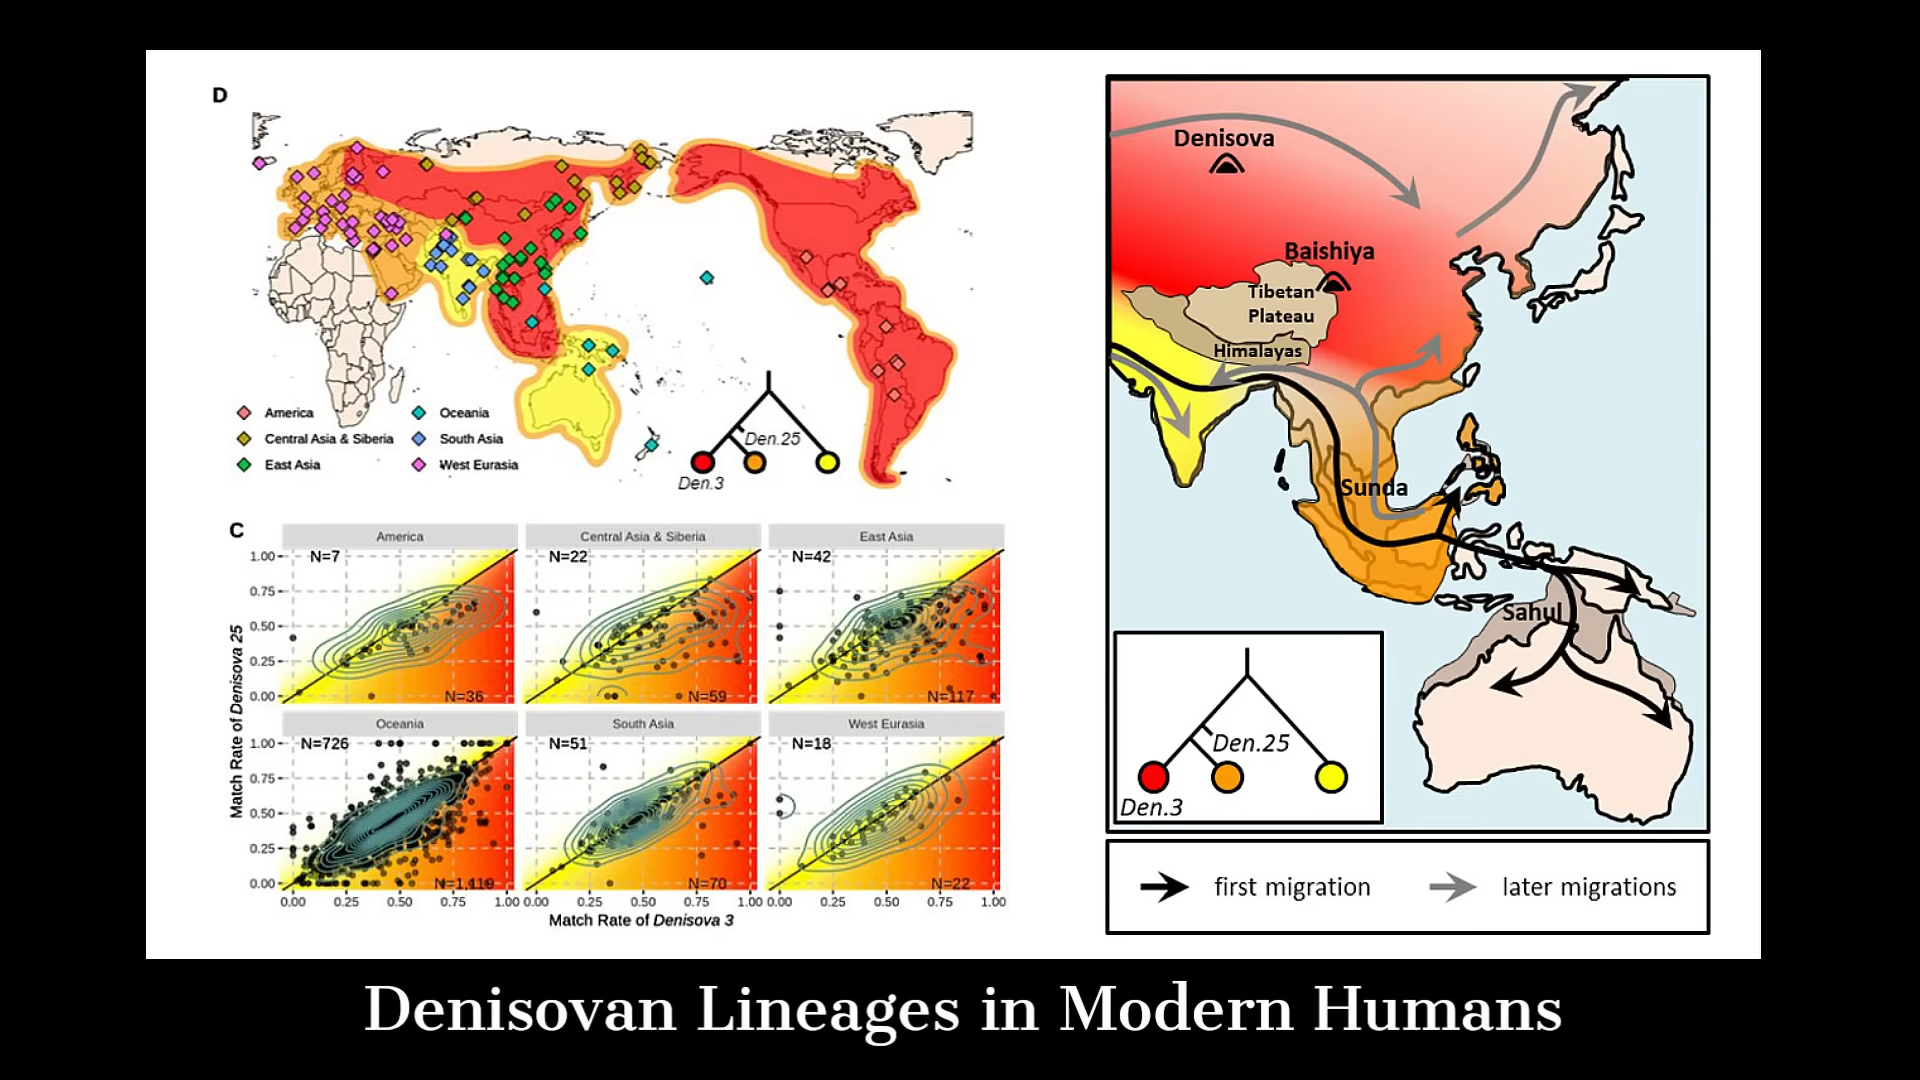 D
America
Central Asia & Siberia
East Asia
Oceania
South Asia
West Eurasia
Den.25
Den.3
C
America
Central Asia & Siberia
East Asia
N=7
N=22
N=42
1.00
0.75
0.50
0.25
0.00
N=36
N=59
N=117
Oceania
South Asia
West Eurasia
N=726
N=51
N=18
1.00
0.75
0.50
0.25
0.00
N=1,119
N=70
N=22
0.00 0.25 0.50 0.75 1.00 0.00 0.25 0.50 0.75 1.00 0.00 0.25 0.50 0.75 1.00
Match Rate of Denisova 25
Match Rate of Denisova 3
Denisova
Baishiya
Tibetan
Plateau
Himalayas
Sunda
Sahul
Den.25
Den.3
first migration
later migrations
Denisovan Lineages in Modern Humans